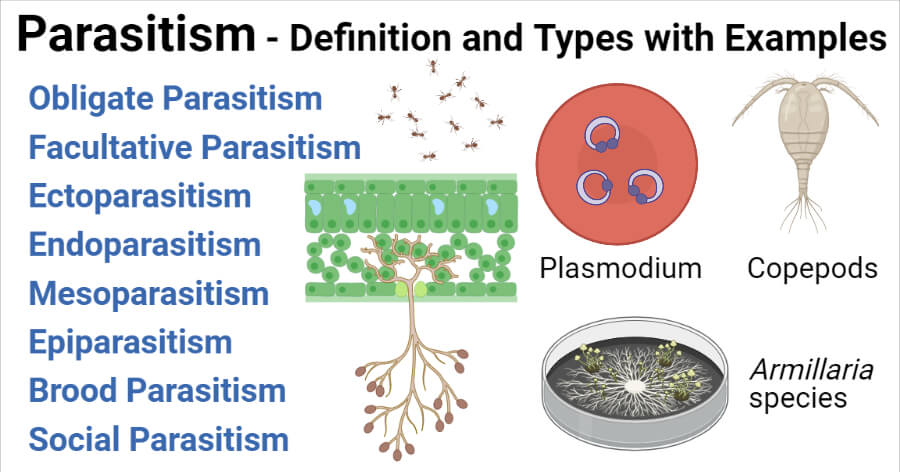 Parasitism - Definition and Types with Examples
Obligate Parasitism
Facultative Parasitism
Ectoparasitism
Endoparasitism
Mesoparasitism
Epiparasitism
Brood Parasitism
Social Parasitism
Plasmodium
Copepods
Armillaria
species